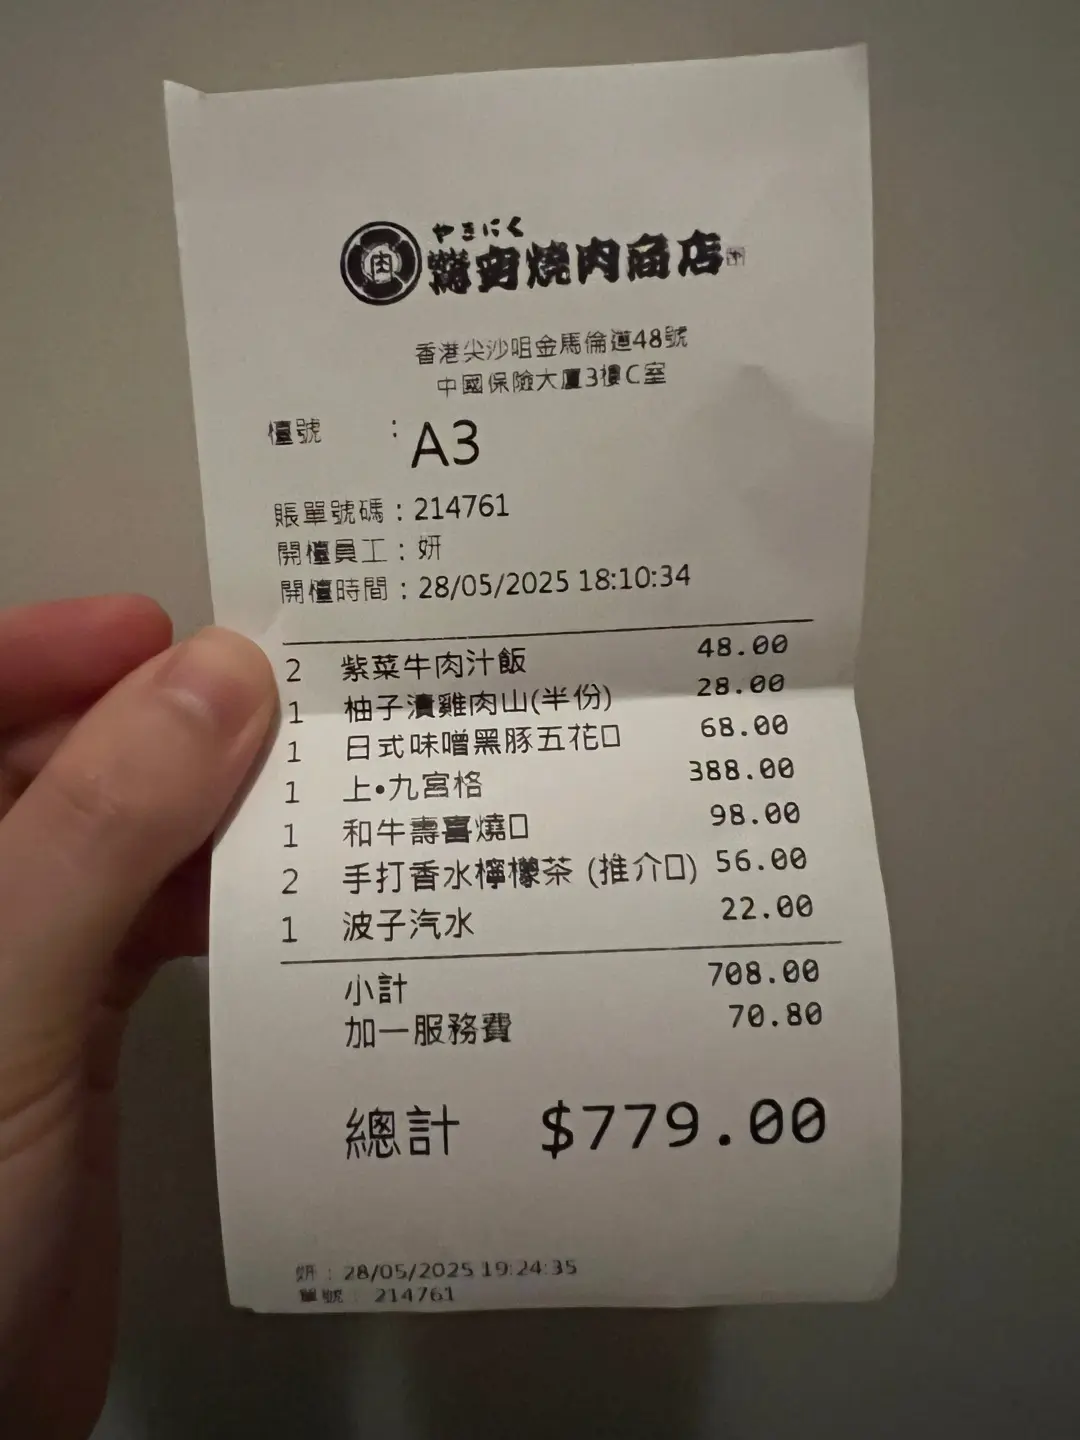 肉
やきにく
燒肉商店
香港尖沙咀金馬倫道48號
中國保險大廈3樓C室
檯號 : A3
賬單號碼 : 214761
開檯員工 : 妍
開檯時間 : 28/05/2025 18:10:34
2 紫菜牛肉汁飯 48.00
1 柚子漬雞肉山(半份) 28.00
1 日式味噌黑豚五花□ 68.00
1 上•九宮格 388.00
1 和牛壽喜燒□ 98.00
2 手打香水檸檬茶 (推介□) 56.00
1 波子汽水 22.00
小計 708.00
加一服務費 70.80
總計 $779.00
妍 : 28/05/2025 19:24:35
單號 : 214761